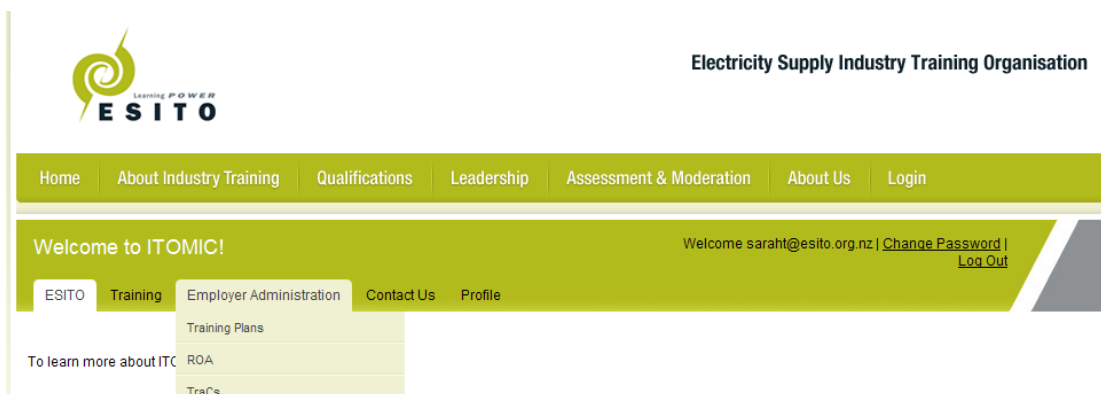 Learning POWER
ESITO
Electricity Supply Industry Training Organisation
Home About Industry Training Qualifications Leadership Assessment & Moderation About Us Login
Welcome to ITOMIC!
Welcome saraht@esito.org.nz | Change Password |
Log Out
ESITO Training Employer Administration Contact Us Profile
Training Plans
To learn more about ITO
ROA
TraCs